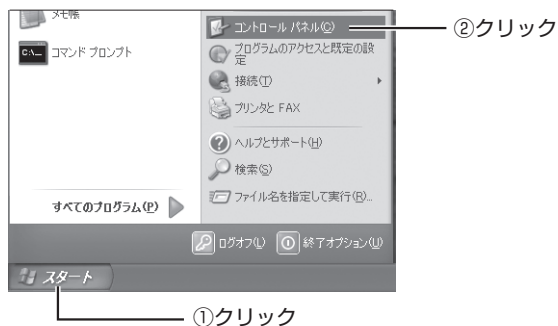 メモ帳
C:\_
コマンド プロンプト
すべてのプログラム(P)
コントロール パネル(C)
プログラムのアクセスと既定の設
定
接続(T)
プリンタと FAX
ヘルプとサポート(H)
検索(S)
ファイル名を指定して実行(R)...
ログオフ(L)
終了オプション(U)
スタート
②クリック
①クリック